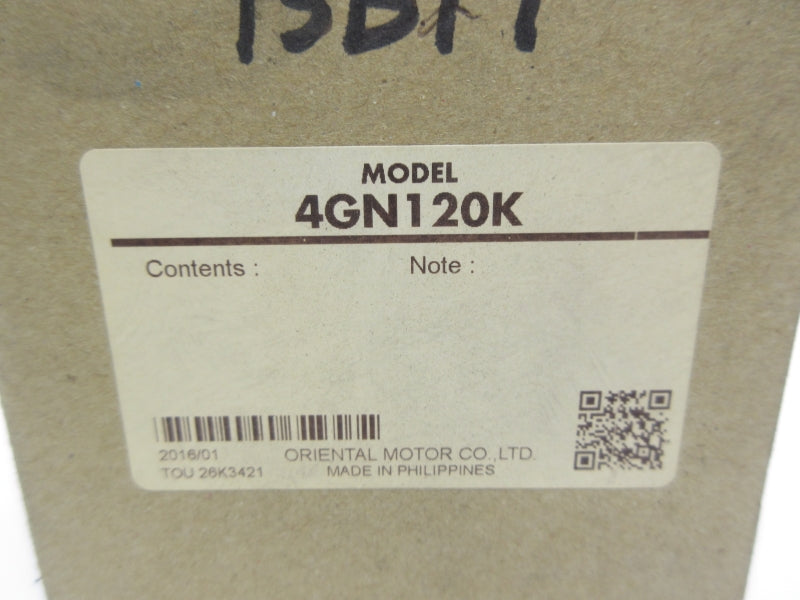 MODEL
4GN120K
Contents :
Note :
2016/01
ORIENTAL MOTOR CO.,LTD.
TOU 26K3421
MADE IN PHILIPPINES